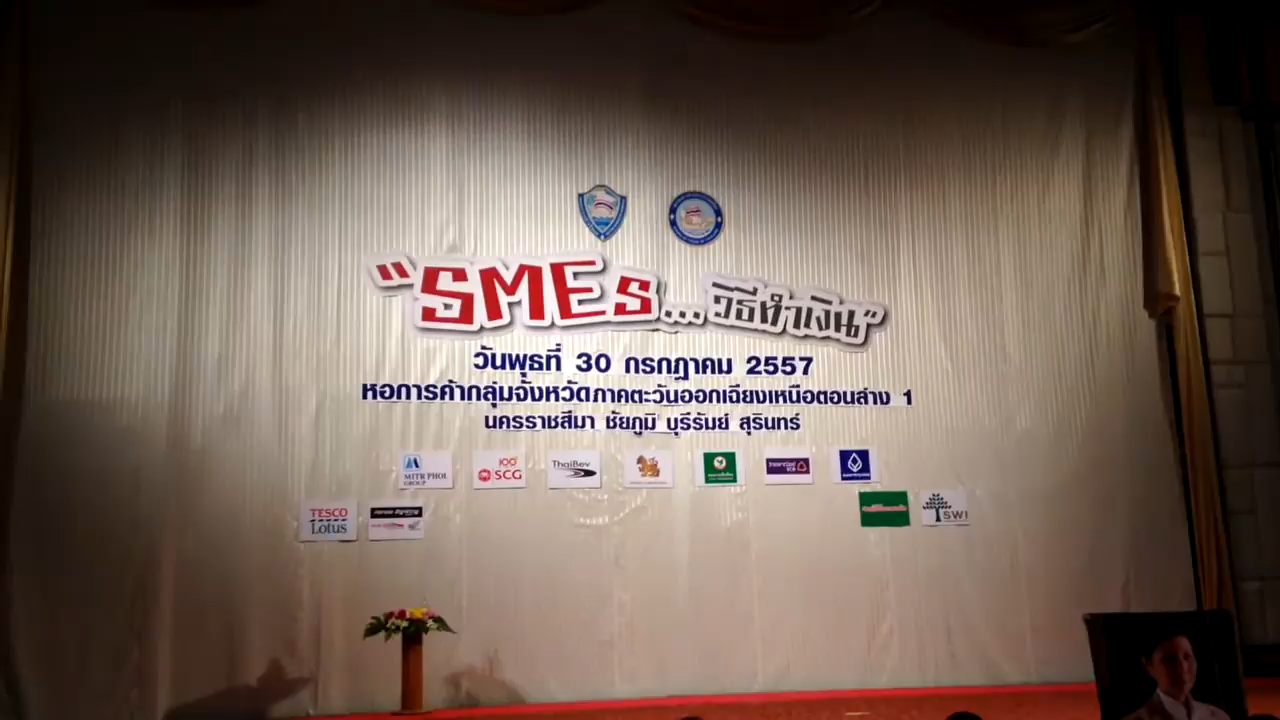 "SMEs...วิธีทำเงิน"
วันพุธที่ 30 กรกฎาคม 2557
หอการค้ากลุ่มจังหวัดภาคตะวันออกเฉียงเหนือตอนล่าง 1
นครราชสีมา ชัยภูมิ บุรีรัมย์ สุรินทร์
MITR PHOL
GROUP
100
SCG
ThaiBev
TESCO
Lotus
SWI